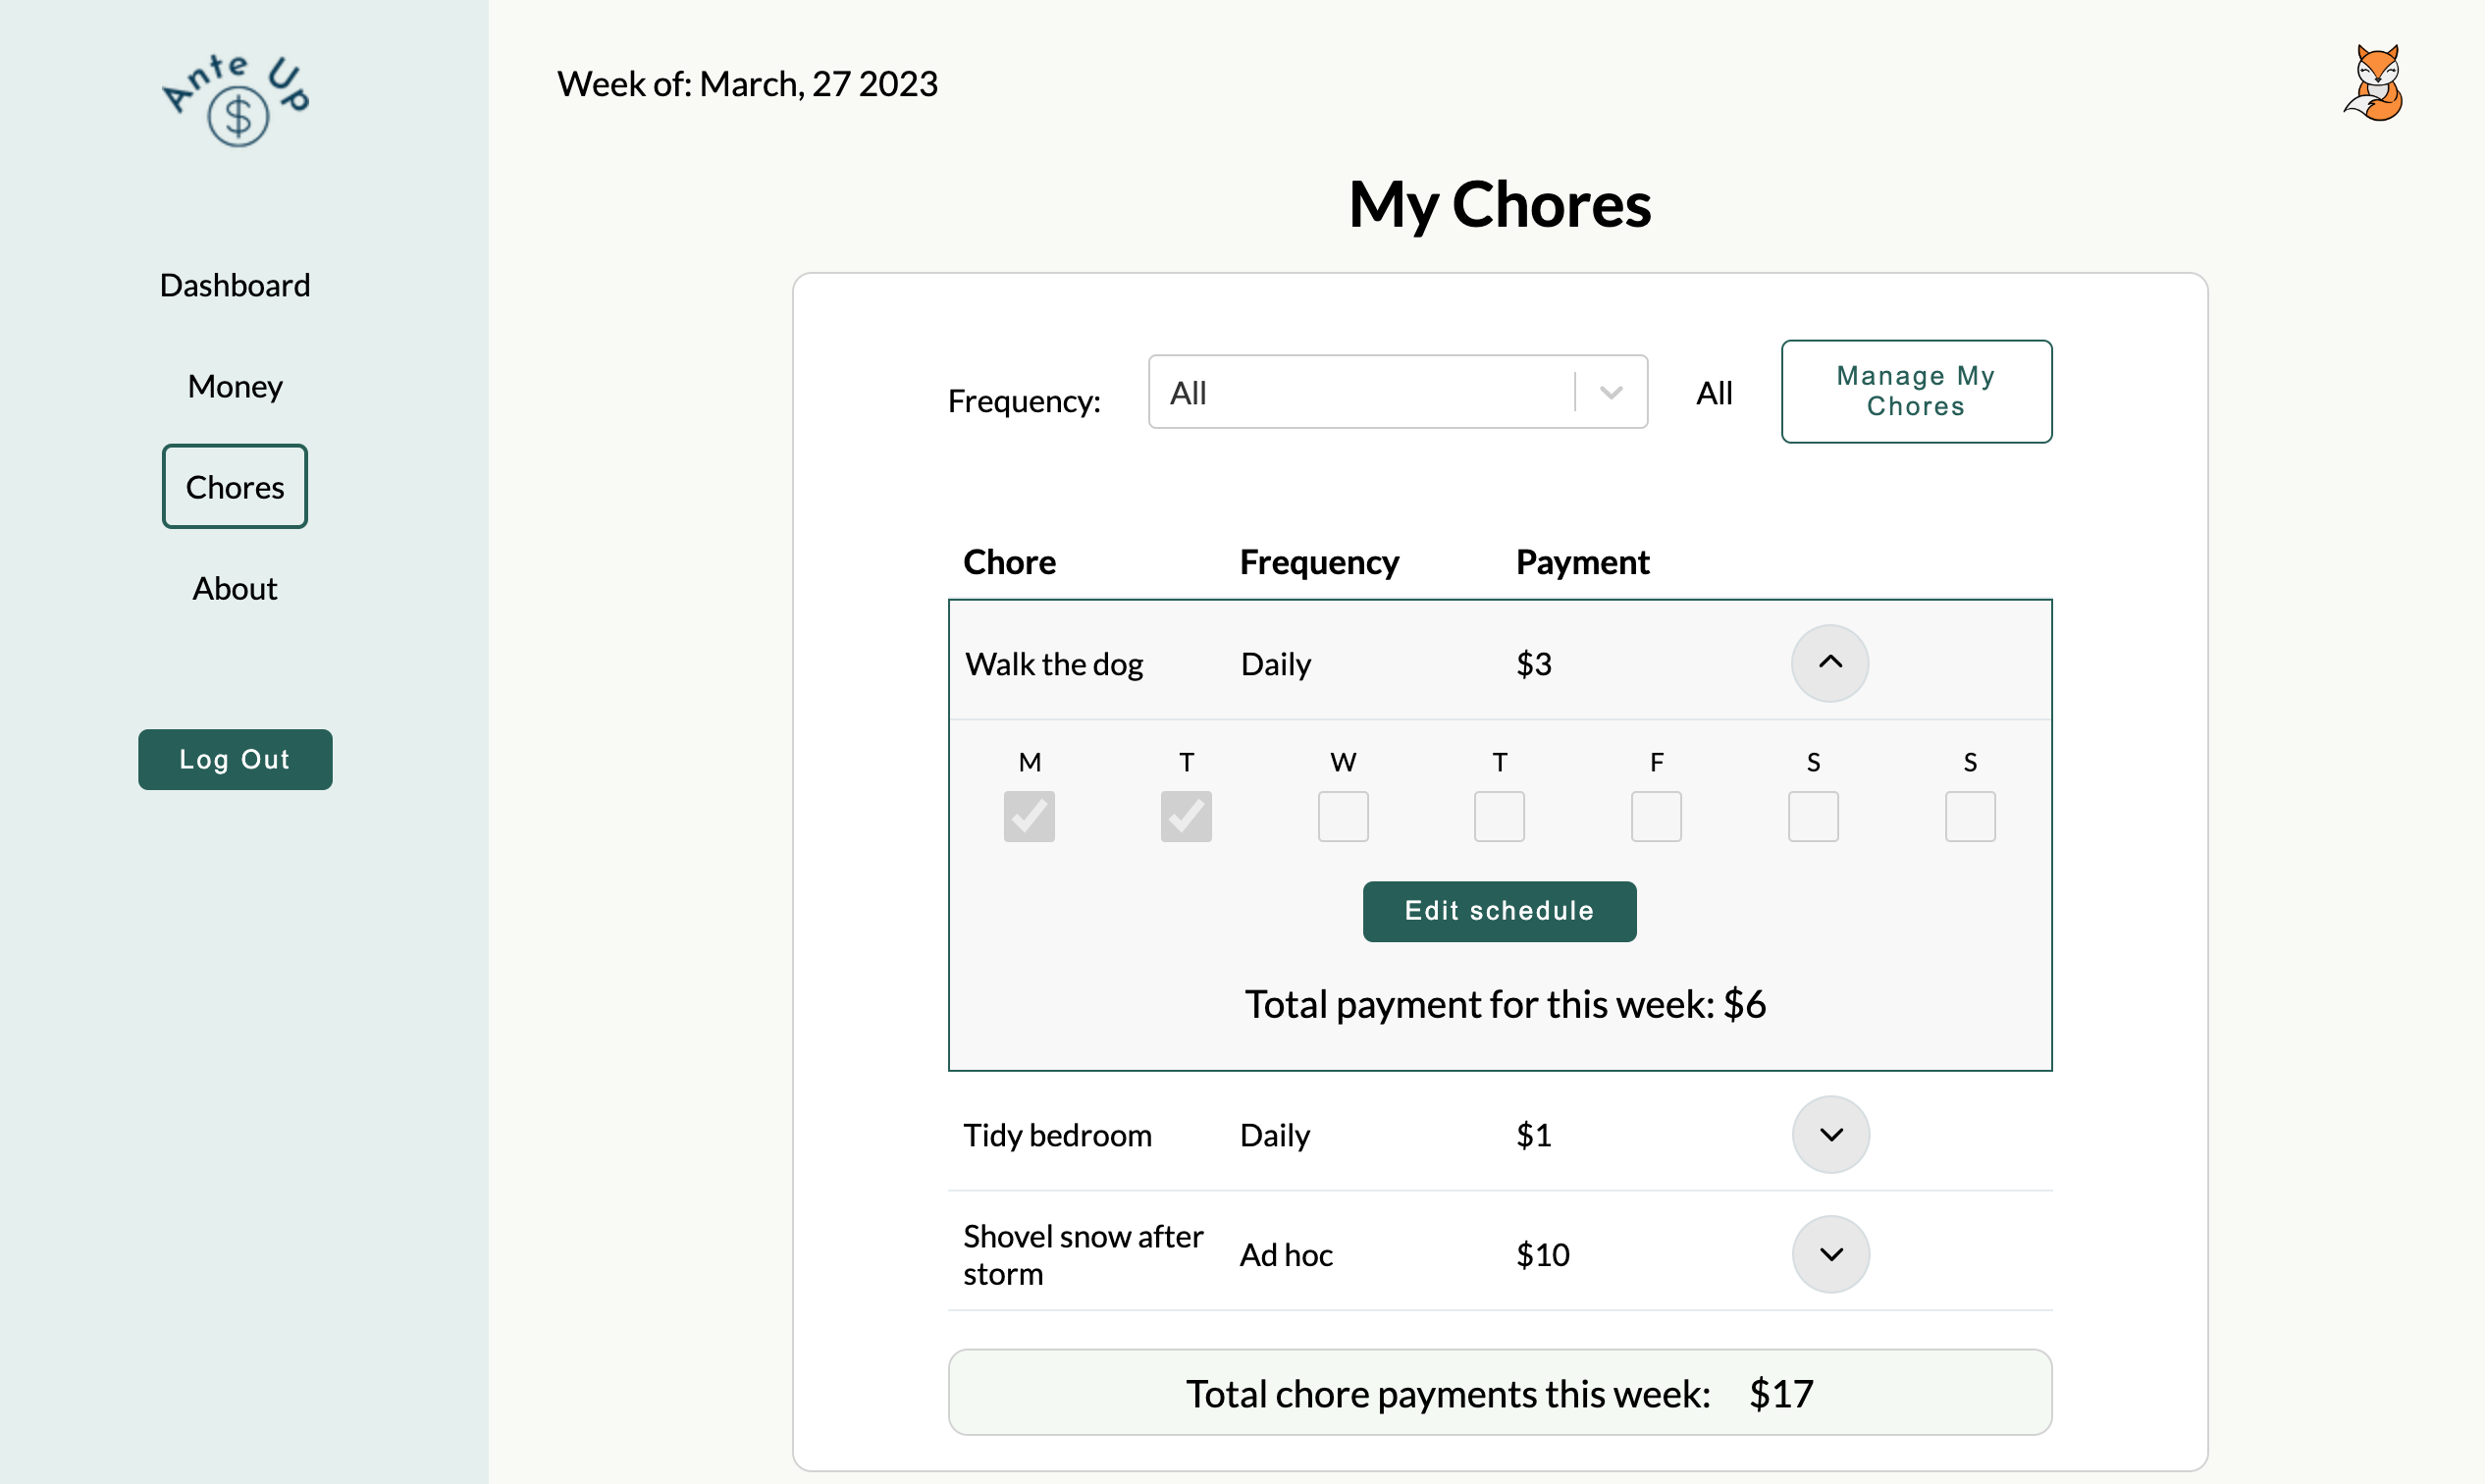 Ante Up
$
Week of: March, 27 2023
My Chores
Dashboard
Money
Chores
About
Log Out
Frequency:
All
All
Manage My
Chores
Chore Frequency Payment
Walk the dog Daily $3
M T W T F S S
Edit schedule
Total payment for this week: $6
Tidy bedroom Daily $1
Shovel snow after
storm
Ad hoc $10
Total chore payments this week: $17